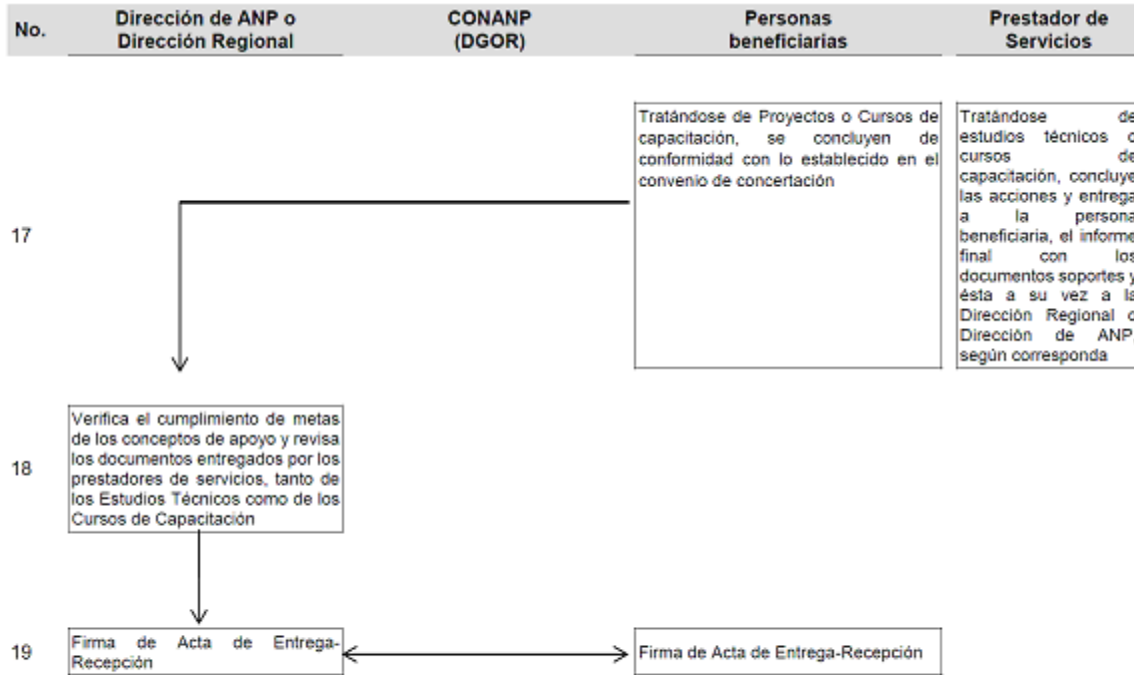 No.
Dirección de ANP o
Dirección Regional
CONANP
(DGOR)
Personas
beneficiarias
Prestador de
Servicios
17
Tratándose de Proyectos o Cursos de
capacitación, se concluyen de
conformidad con lo establecido en el
convenio de concertación
Tratándose de
estudios técnicos o
cursos de
capacitación, concluye
las acciones y entrega
a la persona
beneficiaria, el informe
final con los
documentos soportes y
ésta a su vez a la
Dirección Regional o
Dirección de ANP,
según corresponda
18
Verifica el cumplimiento de metas
de los conceptos de apoyo y revisa
los documentos entregados por los
prestadores de servicios, tanto de
los Estudios Técnicos como de los
Cursos de Capacitación
19
Firma de Acta de Entrega-
Recepción
Firma de Acta de Entrega-Recepción